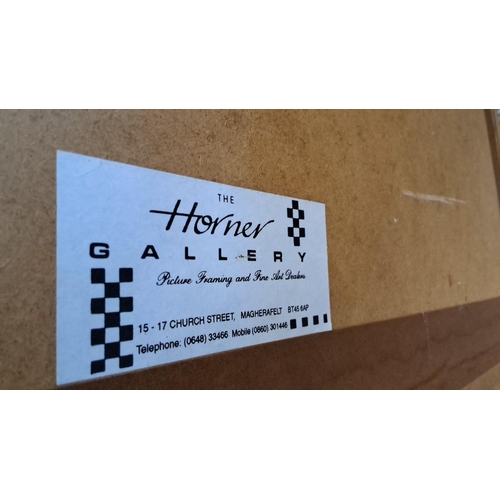 THE
Horner
GALLERY
Picture Framing and Fine Art Dealers
15 - 17 CHURCH STREET, MAGHERAFELT BT45 6AP
Telephone: (0648) 33466 Mobile (0860) 301446